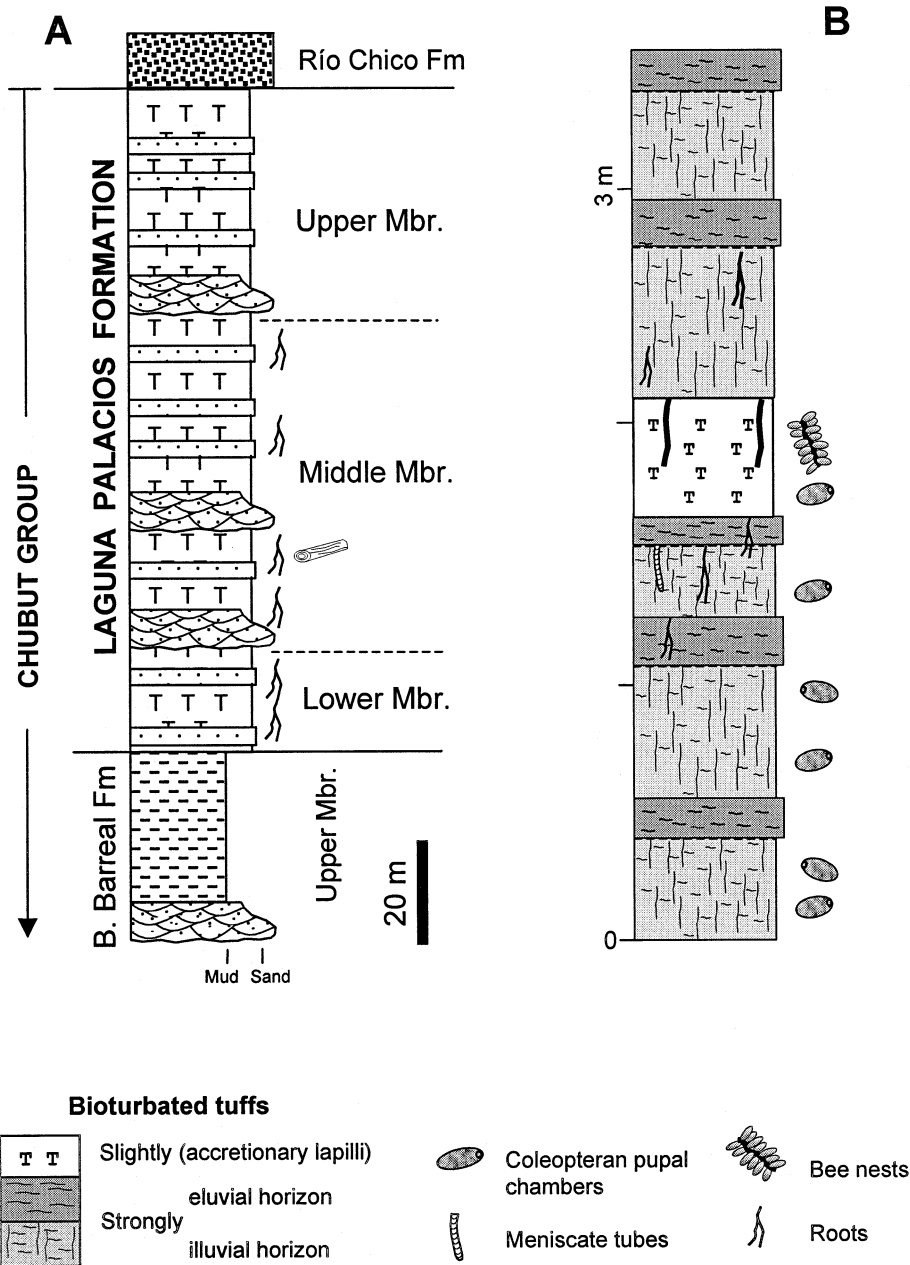 A
B
Río Chico Fm
Upper Mbr.
Middle Mbr.
Lower Mbr.
Upper Mbr.
CHUBUT GROUP
LAGUNA PALACIOS FORMATION
B. Barreal Fm
20 m
Mud Sand
3 m
0
T T T
T T
T T T
T T
T T T
T T
T T T
T T T
T T T
T T T
T T
T T T
T T T
T T T
T T T
T T
T T
T T
T T
T T
Bioturbated tuffs
T T
Slightly (accretionary lapilli)
eluvial horizon
Strongly
illuvial horizon
Coleopteran pupal
chambers
Meniscate tubes
Bee nests
Roots